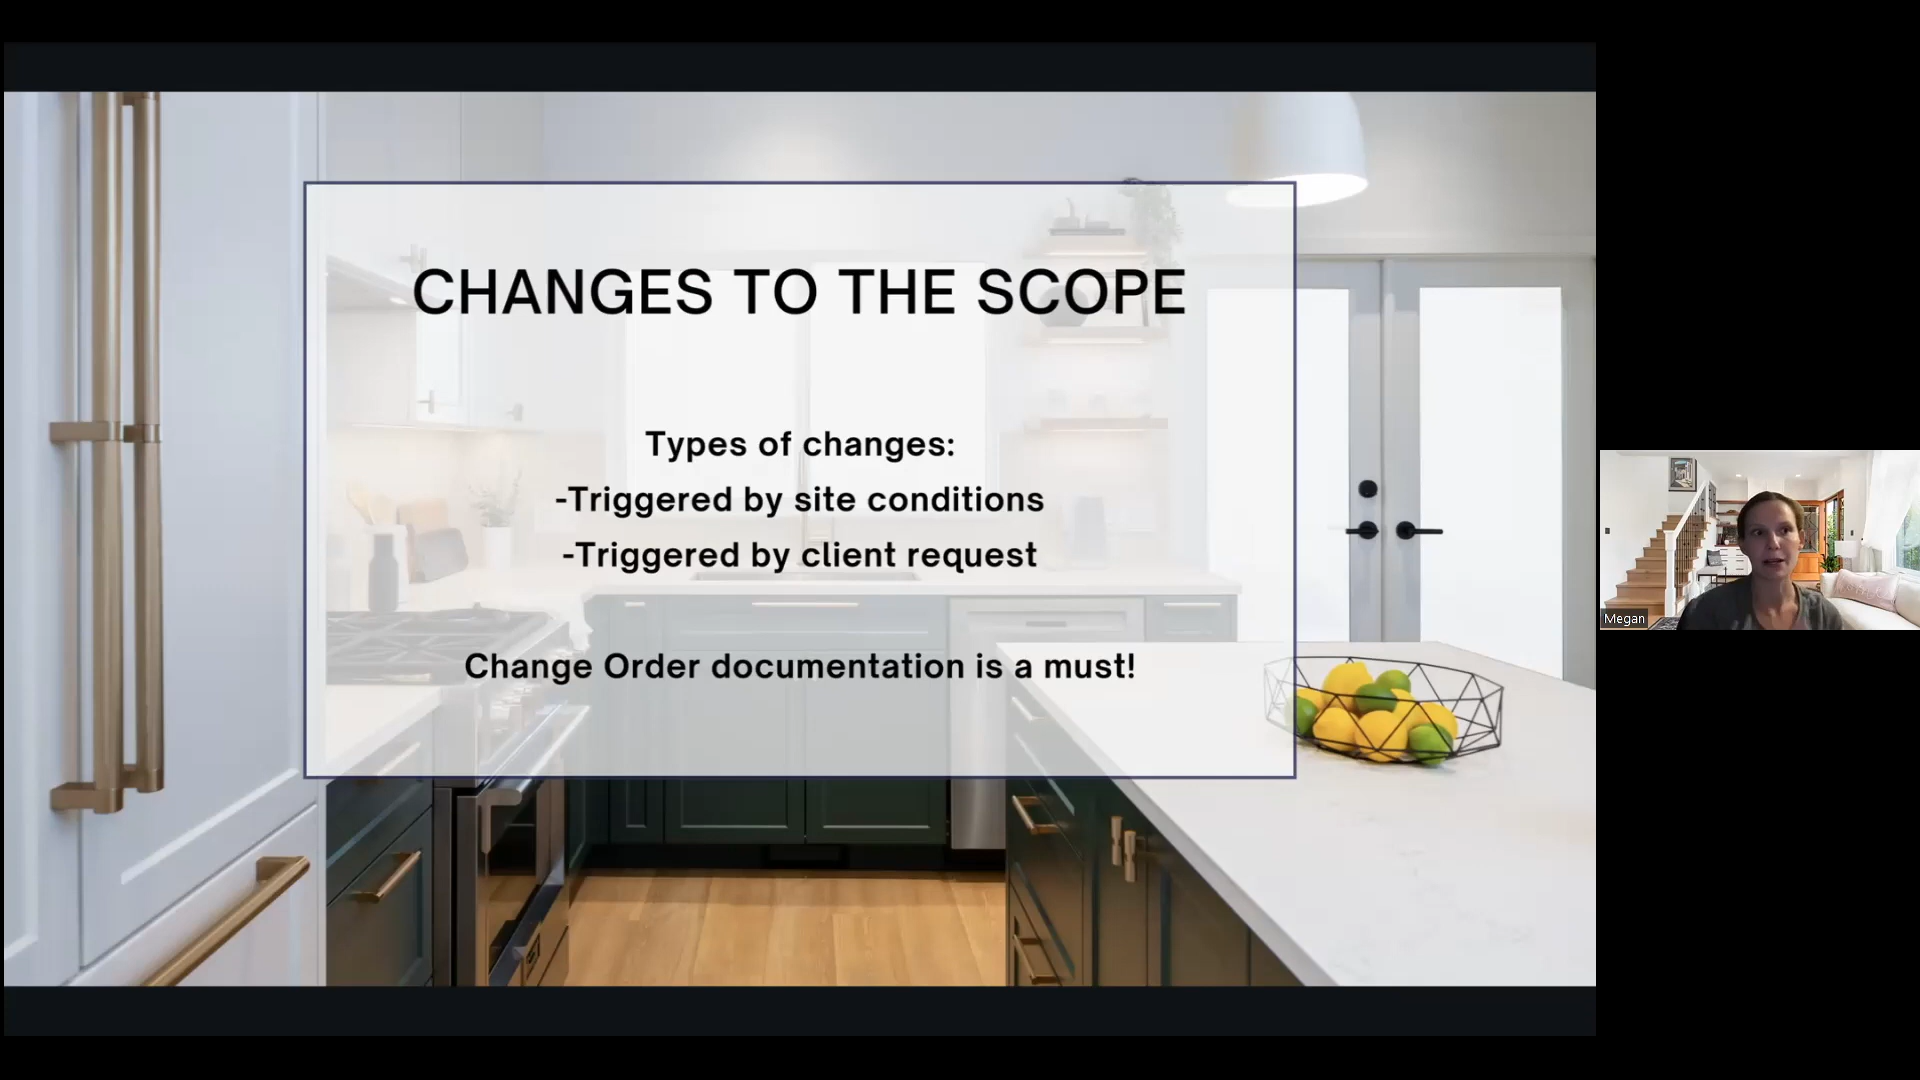 CHANGES TO THE SCOPE
Types of changes:
-Triggered by site conditions
-Triggered by client request
Change Order documentation is a must!
Megan